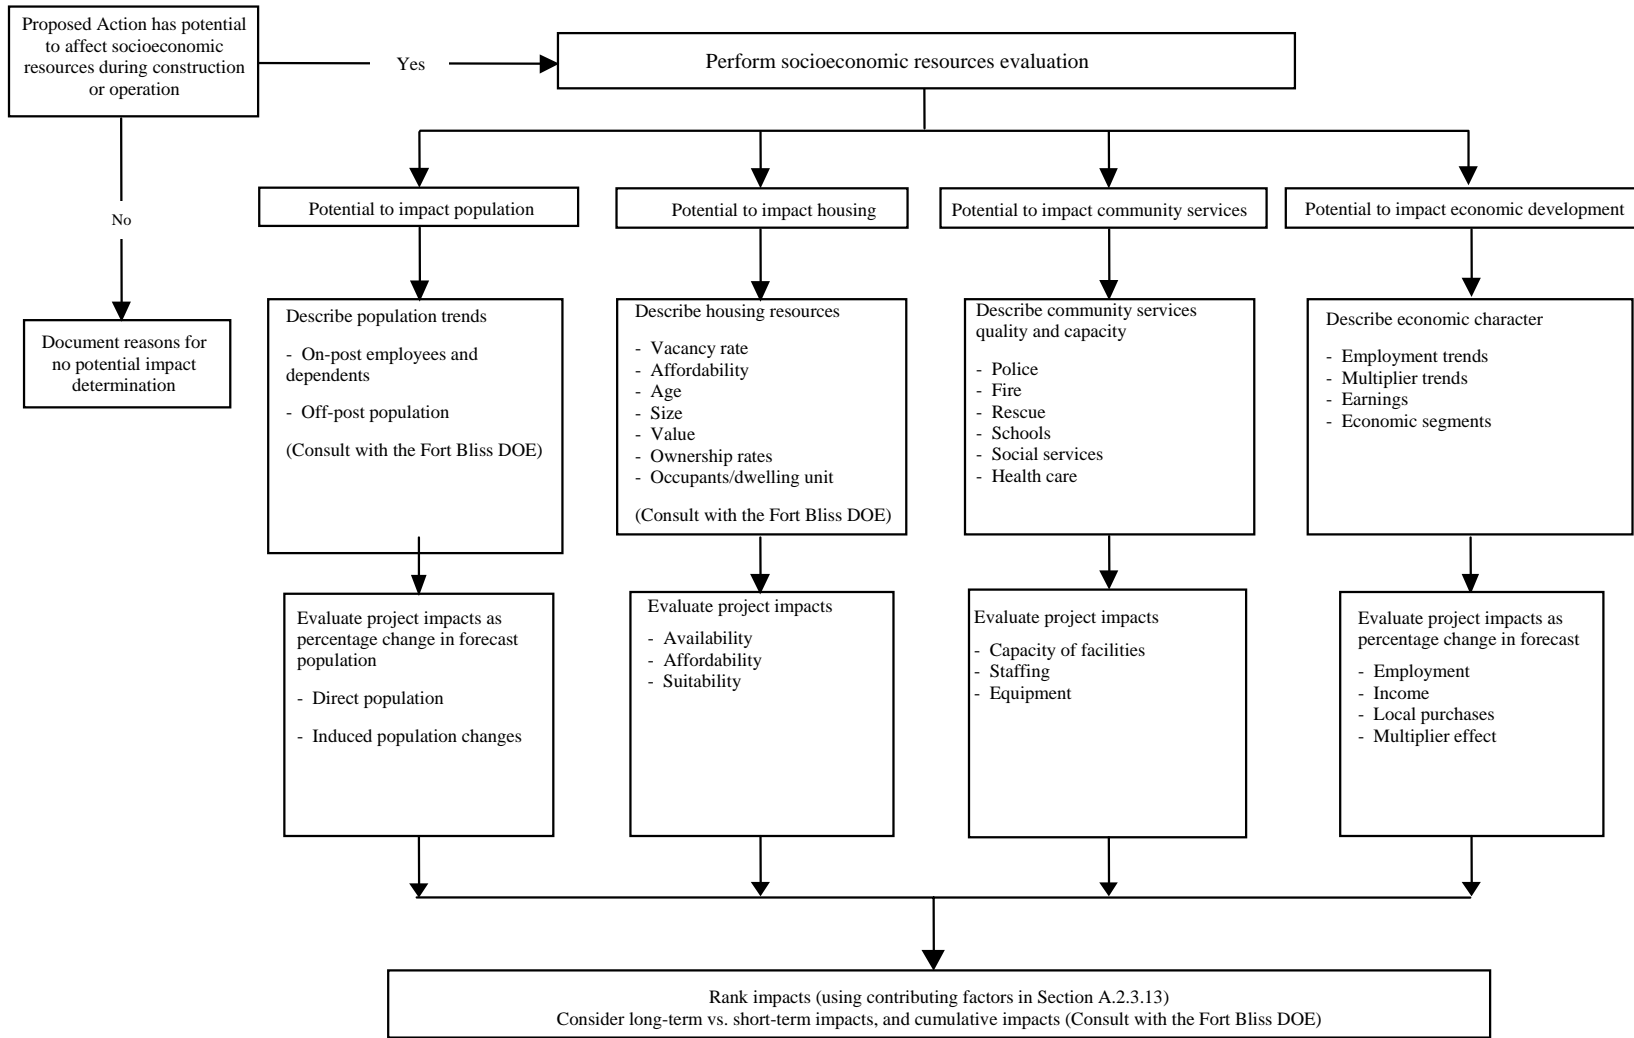 Proposed Action has potential
to affect socioeconomic
resources during construction
or operation
Yes
Perform socioeconomic resources evaluation
No
Document reasons for
no potential impact
determination
Potential to impact population
Potential to impact housing
Potential to impact community services
Potential to impact economic development
Describe population trends
- On-post employees and
dependents
- Off-post population
(Consult with the Fort Bliss DOE)
Describe housing resources
- Vacancy rate
- Affordability
- Age
- Size
- Value
- Ownership rates
- Occupants/dwelling unit
(Consult with the Fort Bliss DOE)
Describe community services
quality and capacity
- Police
- Fire
- Rescue
- Schools
- Social services
- Health care
Describe economic character
- Employment trends
- Multiplier trends
- Earnings
- Economic segments
Evaluate project impacts as
percentage change in forecast
population
- Direct population
- Induced population changes
Evaluate project impacts
- Availability
- Affordability
- Suitability
Evaluate project impacts
- Capacity of facilities
- Staffing
- Equipment
Evaluate project impacts as
percentage change in forecast
- Employment
- Income
- Local purchases
- Multiplier effect
Rank impacts (using contributing factors in Section A.2.3.13)
Consider long-term vs. short-term impacts, and cumulative impacts (Consult with the Fort Bliss DOE)